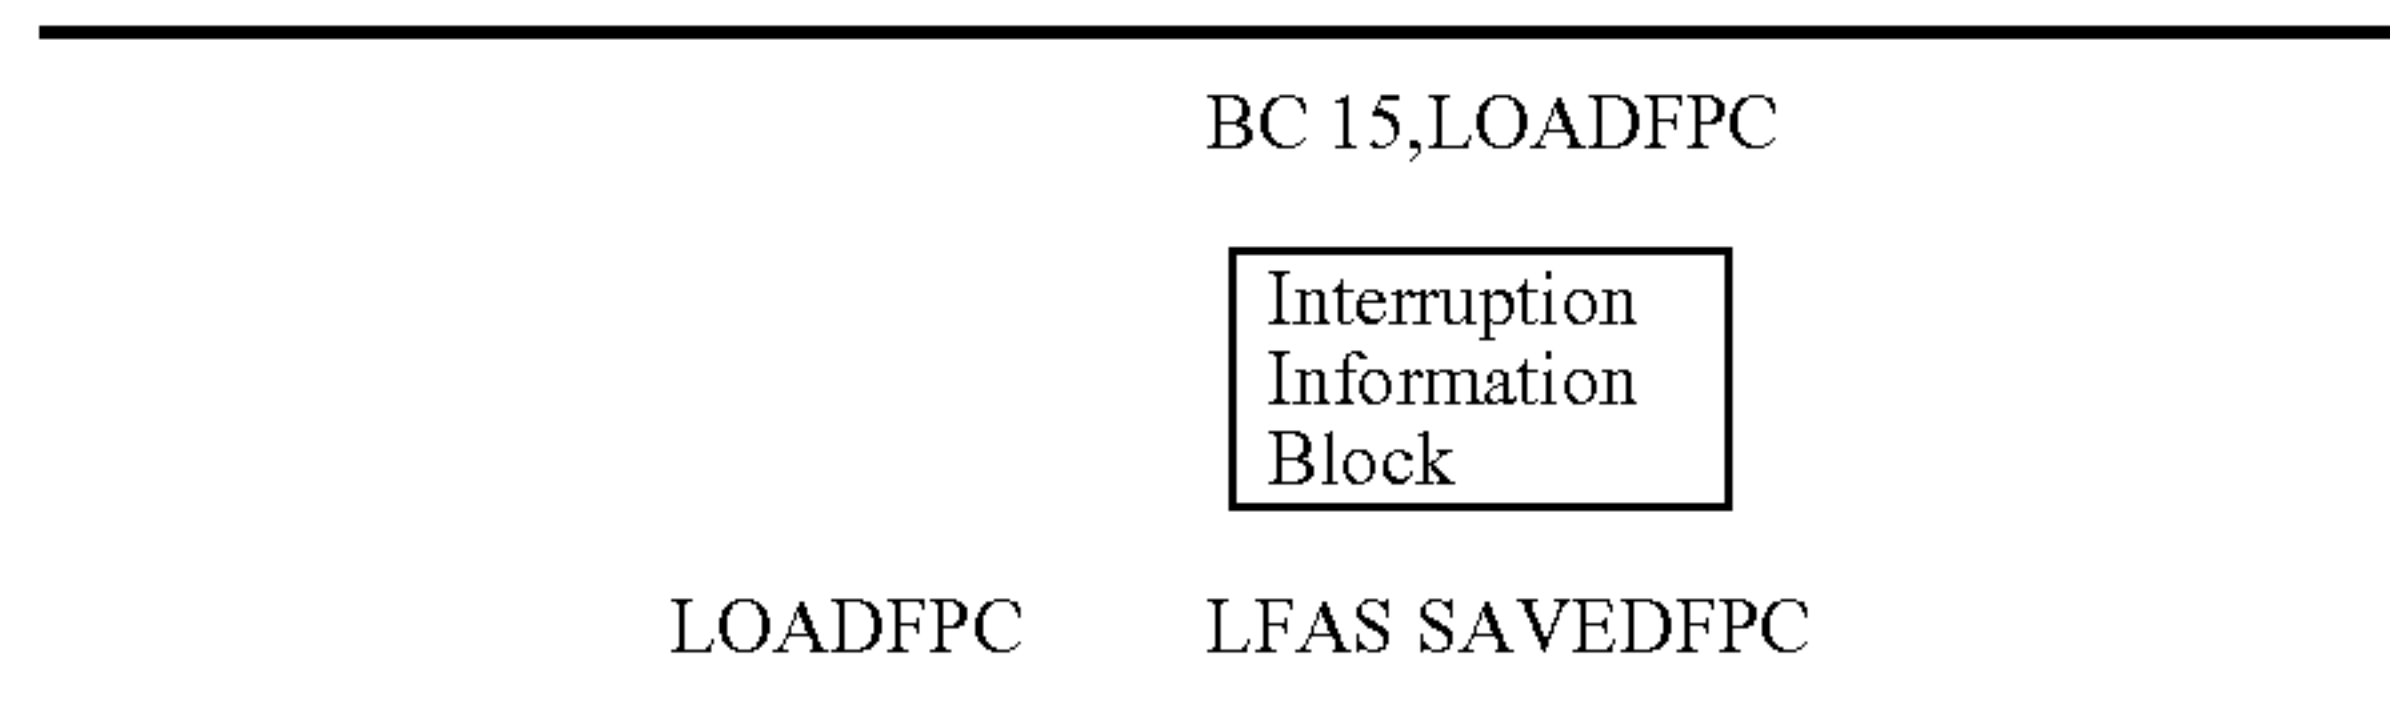 BC 15,LOADFPC
Interruption
Information
Block
LOADFPC LFAS SAVEDFPC